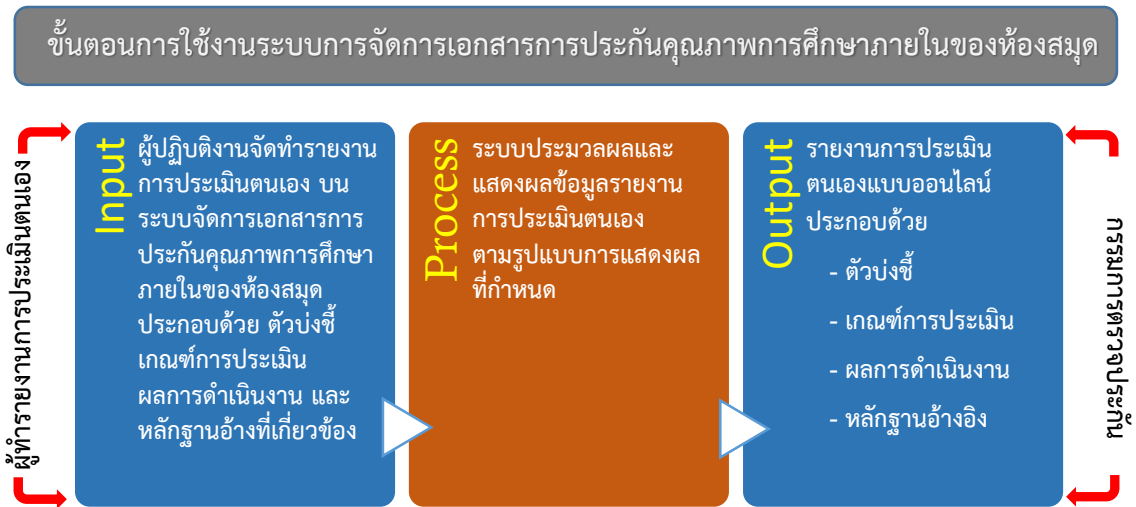 ขั้นตอนการใช้งานระบบการจัดการเอกสารการประกันคุณภาพการศึกษาภายในของห้องสมุด
ผู้ทำรายงานการประเมินตนเอง
Input
ผู้ปฏิบติงานจัดทำรายงาน
การประเมินตนเอง บน
ระบบจัดการเอกสารการ
ประกันคุณภาพการศึกษา
ภายในของห้องสมุด
ประกอบด้วย ตัวบ่งชี้
เกณฑ์การประเมิน
ผลการดำเนินงาน และ
หลักฐานอ้างที่เกี่ยวข้อง
Process
ระบบประมวลผลและ
แสดงผลข้อมูลรายงาน
การประเมินตนเอง
ตามรูปแบบการแสดงผล
ที่กำหนด
Output
รายงานการประเมิน
ตนเองแบบออนไลน์
ประกอบด้วย
- ตัวบ่งชี้
- เกณฑ์การประเมิน
- ผลการดำเนินงาน
- หลักฐานอ้างอิง
กรรมการตรวจประกัน